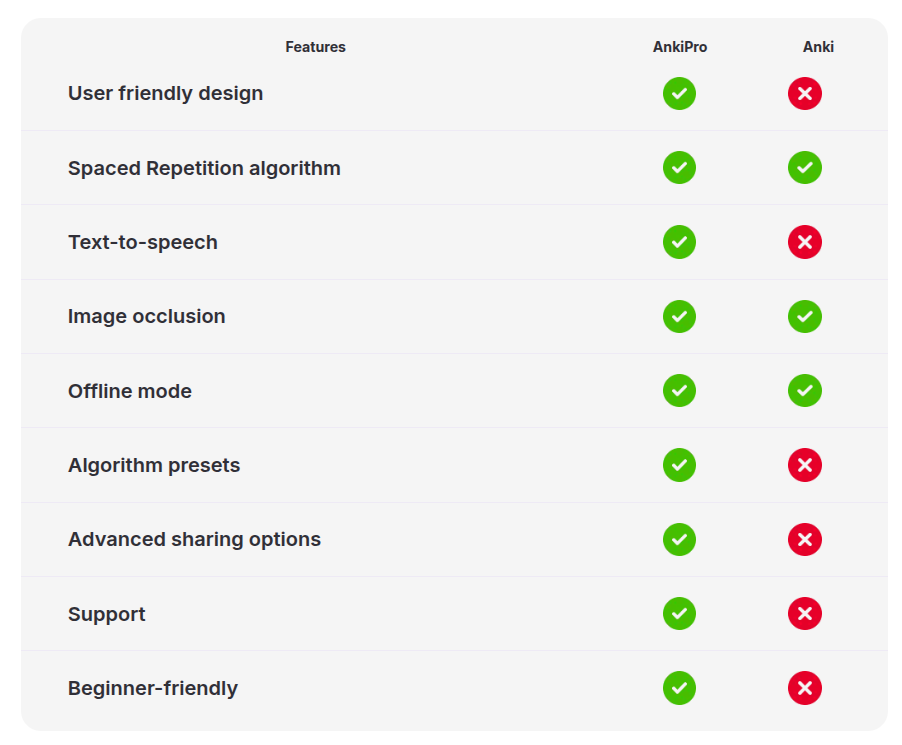 Features AnkiPro Anki
User friendly design
Spaced Repetition algorithm
Text-to-speech
Image occlusion
Offline mode
Algorithm presets
Advanced sharing options
Support
Beginner-friendly